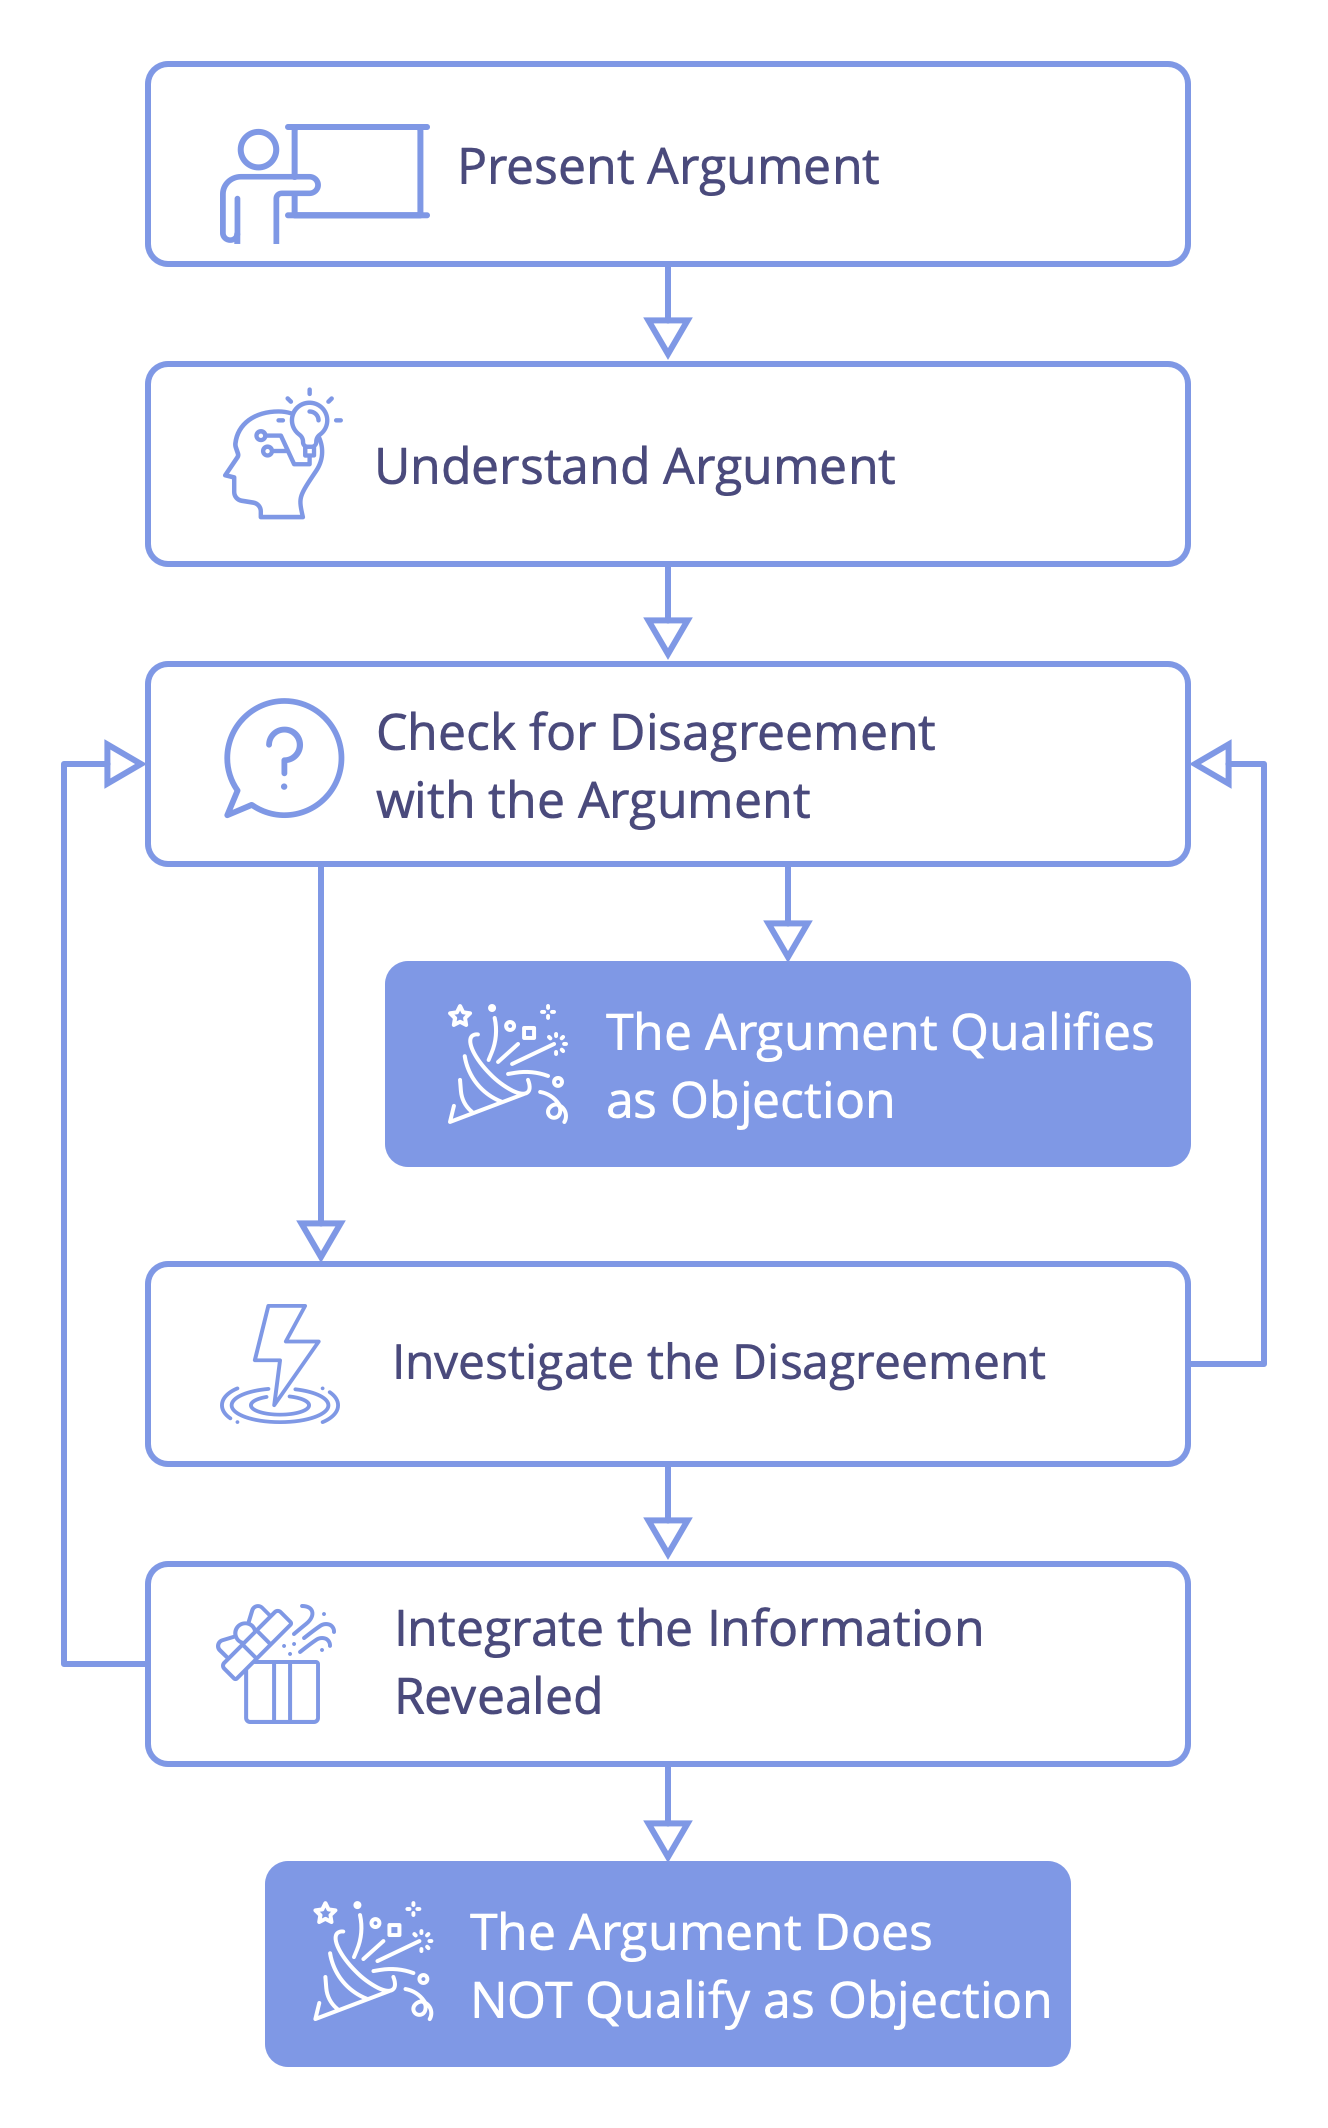 Present Argument
Understand Argument
Check for Disagreement
with the Argument
The Argument Qualifies
as Objection
Investigate the Disagreement
Integrate the Information
Revealed
The Argument Does
NOT Qualify as Objection